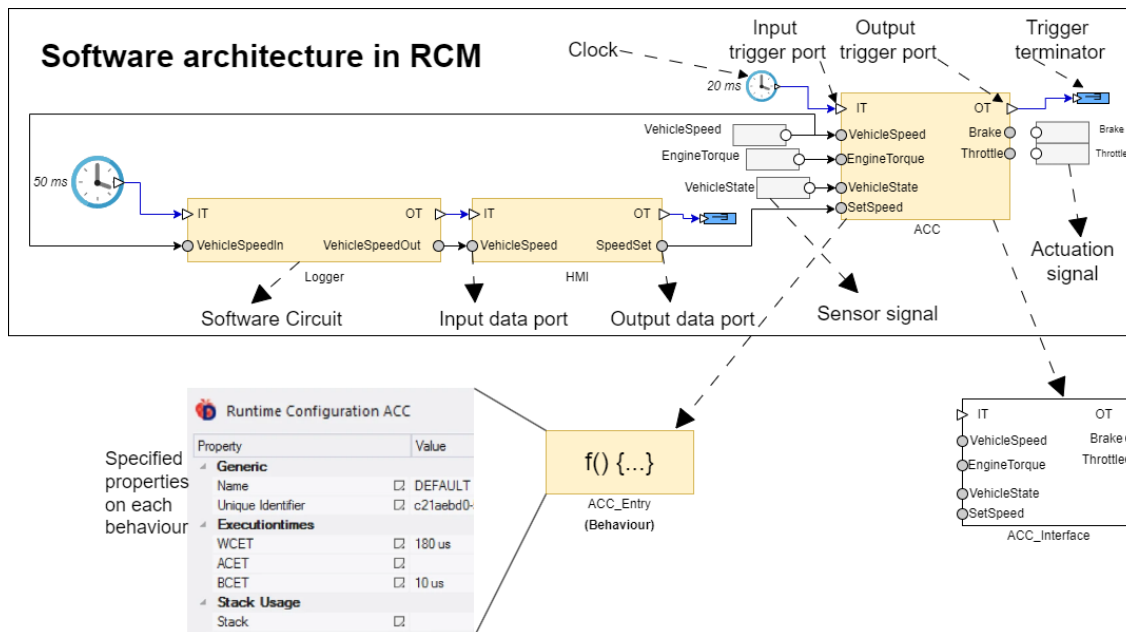 Software architecture in RCM
Clock
Input
trigger port
Output
trigger port
Trigger
terminator
20 ms
IT
OT
VehicleSpeed
VehicleSpeed
Brake
Brake
EngineTorque
EngineTorque
Throttle
Throttle
VehicleState
VehicleState
SetSpeed
ACC
50 ms
IT
OT
IT
OT
VehicleSpeedIn
VehicleSpeedOut
VehicleSpeed
SpeedSet
Logger
HMI
Actuation
signal
Software Circuit
Input data port
Output data port
Sensor signal
Runtime Configuration ACC
Property
Value
Generic
Name
DEFAULT
Unique Identifier
c21aebd0-
Executiontimes
WCET
180 us
ACET
BCET
10 us
Stack Usage
Stack
Specified
properties
on each
behaviour
f() {...}
ACC_Entry
(Behaviour)
IT
OT
VehicleSpeed
Brake
EngineTorque
Throttle
VehicleState
SetSpeed
ACC_Interface